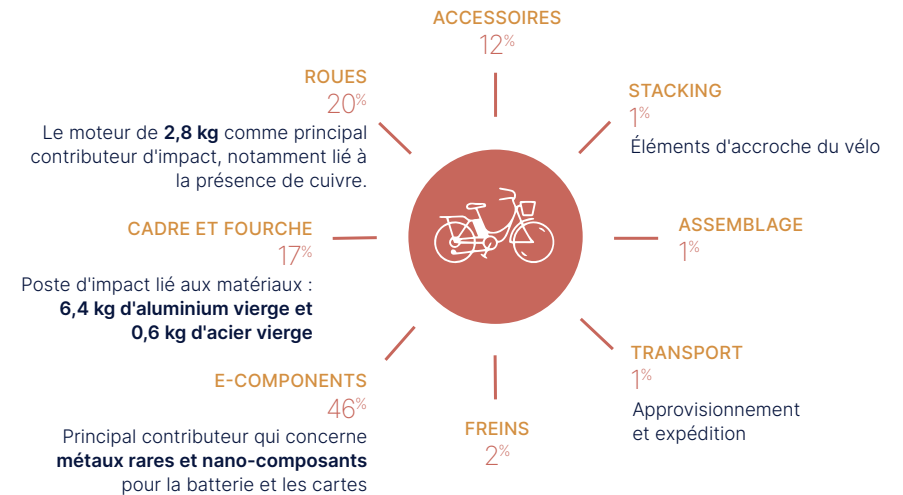 ACCESSOIRES
12%
ROUES
20%
Le moteur de 2,8 kg comme principal
contributeur d'impact, notamment lié à
la présence de cuivre.
STACKING
1%
Éléments d'accroche du vélo
CADRE ET FOURCHE
17%
Poste d'impact lié aux matériaux :
6,4 kg d'aluminium vierge et
0,6 kg d'acier vierge
ASSEMBLAGE
1%
E-COMPONENTS
46%
Principal contributeur qui concerne
métaux rares et nano-composants
pour la batterie et les cartes
FREINS
2%
TRANSPORT
1%
Approvisionnement
et expédition